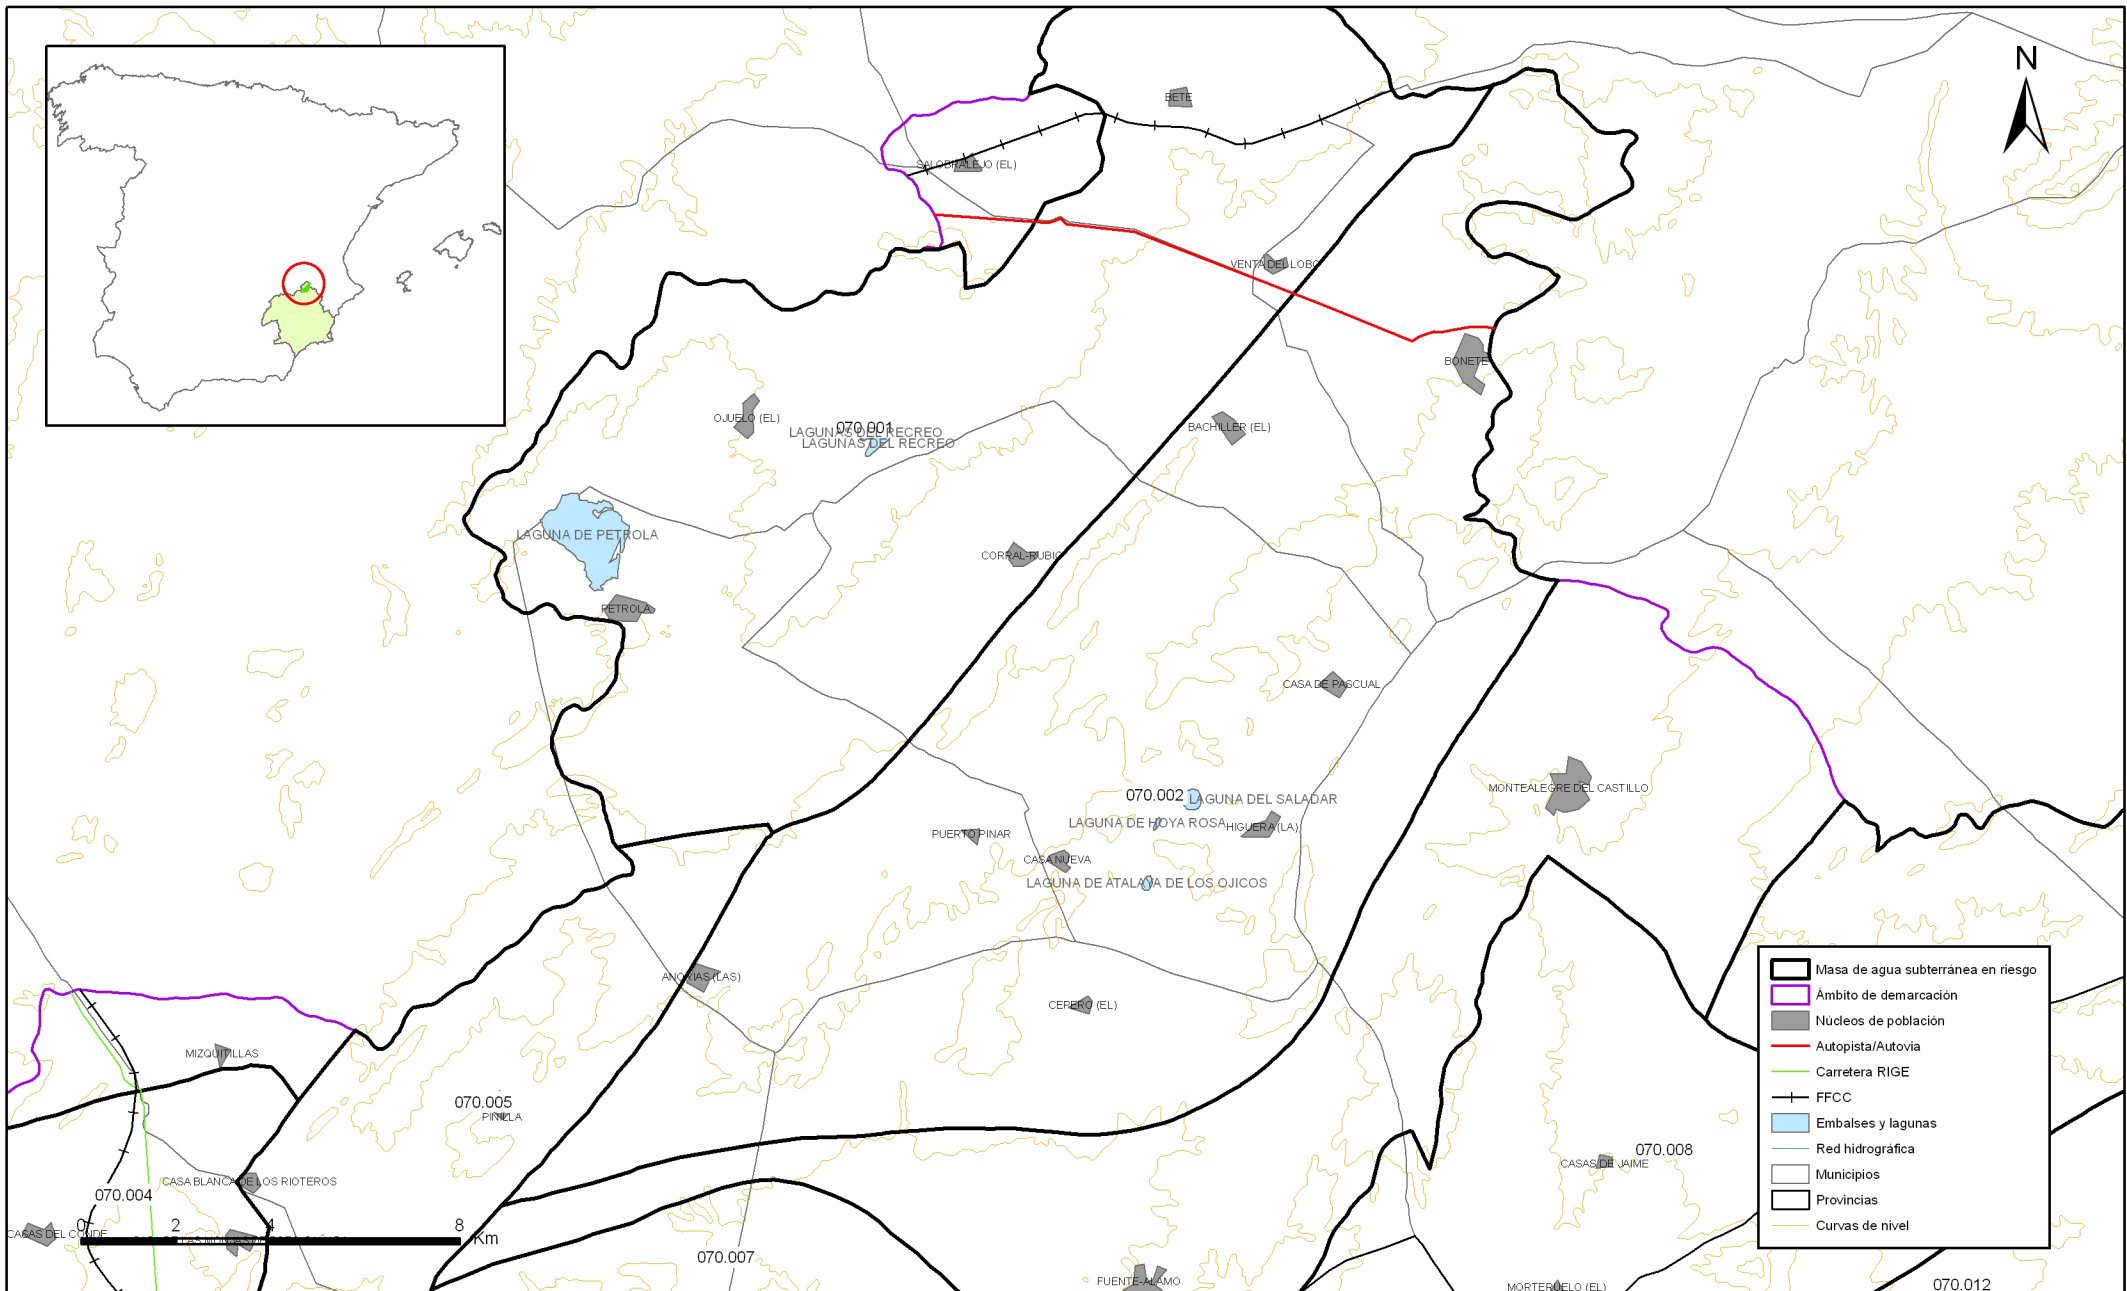 N
BETE
SALOBRALEJO (EL)
VENTA DEL LOBO
BONETE
OJUELO (EL)
070.001
LAGUNAS DEL RECREO
LAGUNAS DEL RECREO
BACHILLER (EL)
LAGUNA DE PETROLA
CORRAL-RUBIO
PETROLA
CASA DE PASCUAL
MONTEALEGRE DEL CASTILLO
070.002
LAGUNA DEL SALADAR
LAGUNA DE HOYA ROSA
HIGUERA (LA)
PUERTO PINAR
CASA NUEVA
LAGUNA DE ATALAYA DE LOS OJICOS
ANORIAS (LAS)
CEPERO (EL)
MIZQUITILLAS
070.005
PINILLA
070.008
CASAS DE JAIME
CASA BLANCA DE LOS RIOTEROS
070.004
CASAS DEL CONDE
0 2 4 8
Km
070.007
FUENTE-ALAMO
MORTERUELO (EL)
070.012
Masa de agua subterránea en riesgo
Ámbito de demarcación
Núcleos de población
Autopista/Autovia
Carretera RIGE
FFCC
Embalses y lagunas
Red hidrográfica
Municipios
Provincias
Curvas de nivel